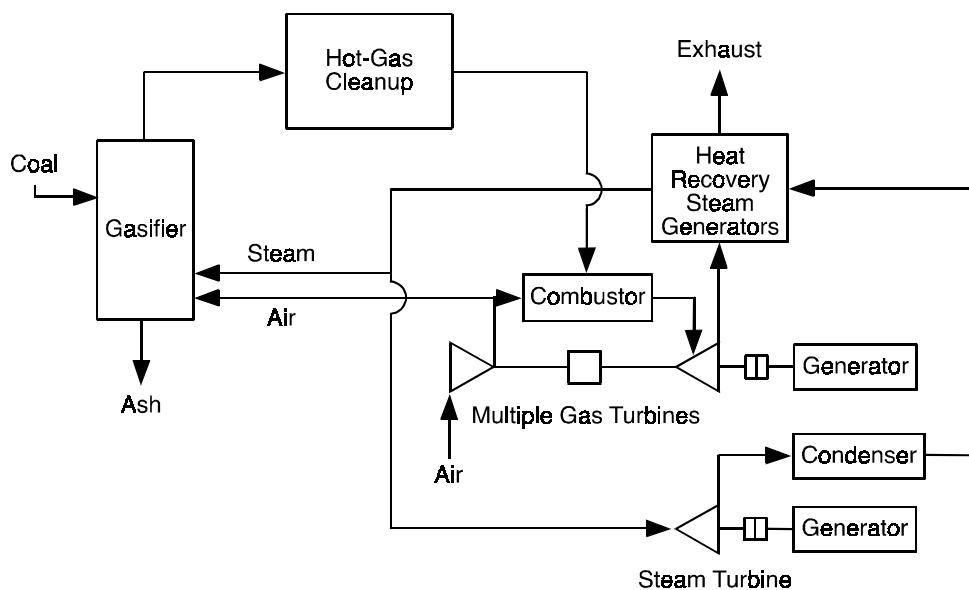 Exhaust
Hot-Gas
Cleanup
Heat
Recovery
Steam
Generators
Coal
Gasifier
Steam
Combustor
Air
Generator
Ash
Multiple Gas Turbines
Condenser
Air
Generator
Steam Turbine